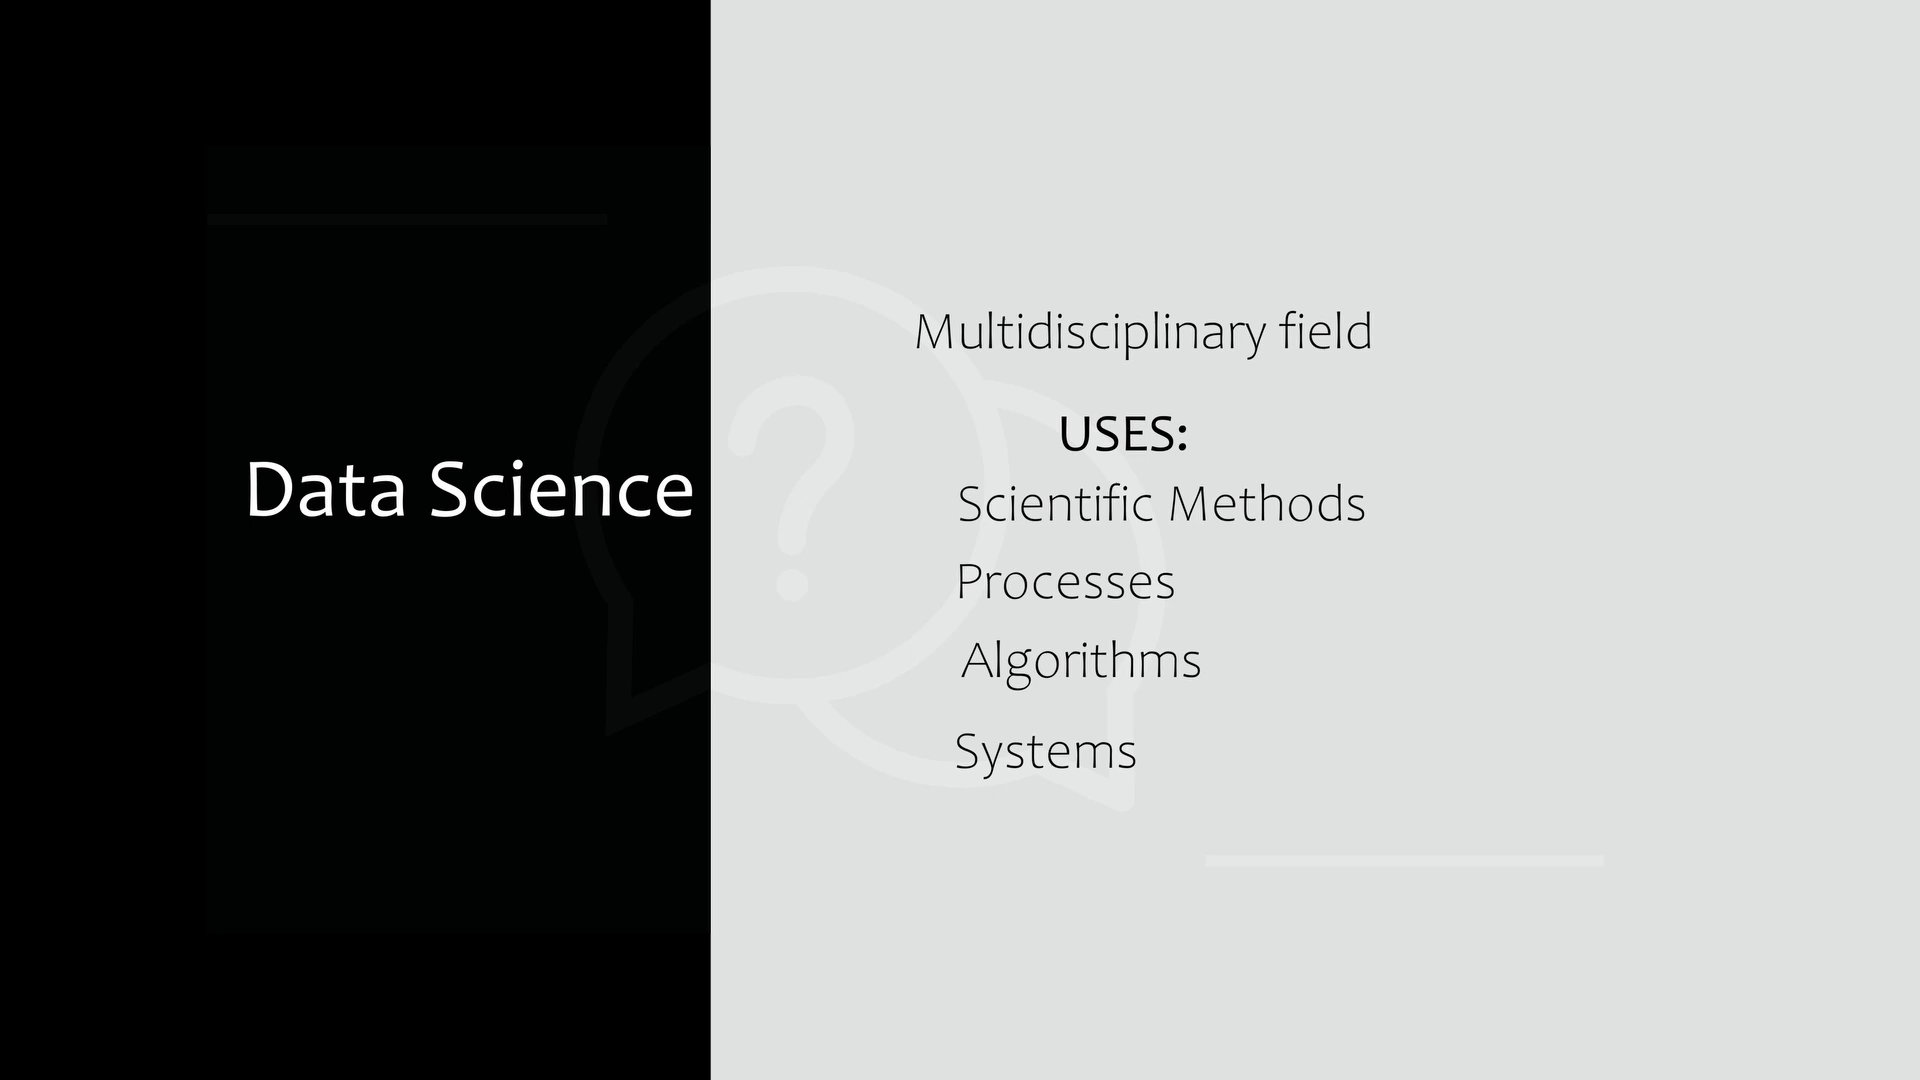 Data Science
Multidisciplinary field
USES:
Scientific Methods
Processes
Algorithms
Systems